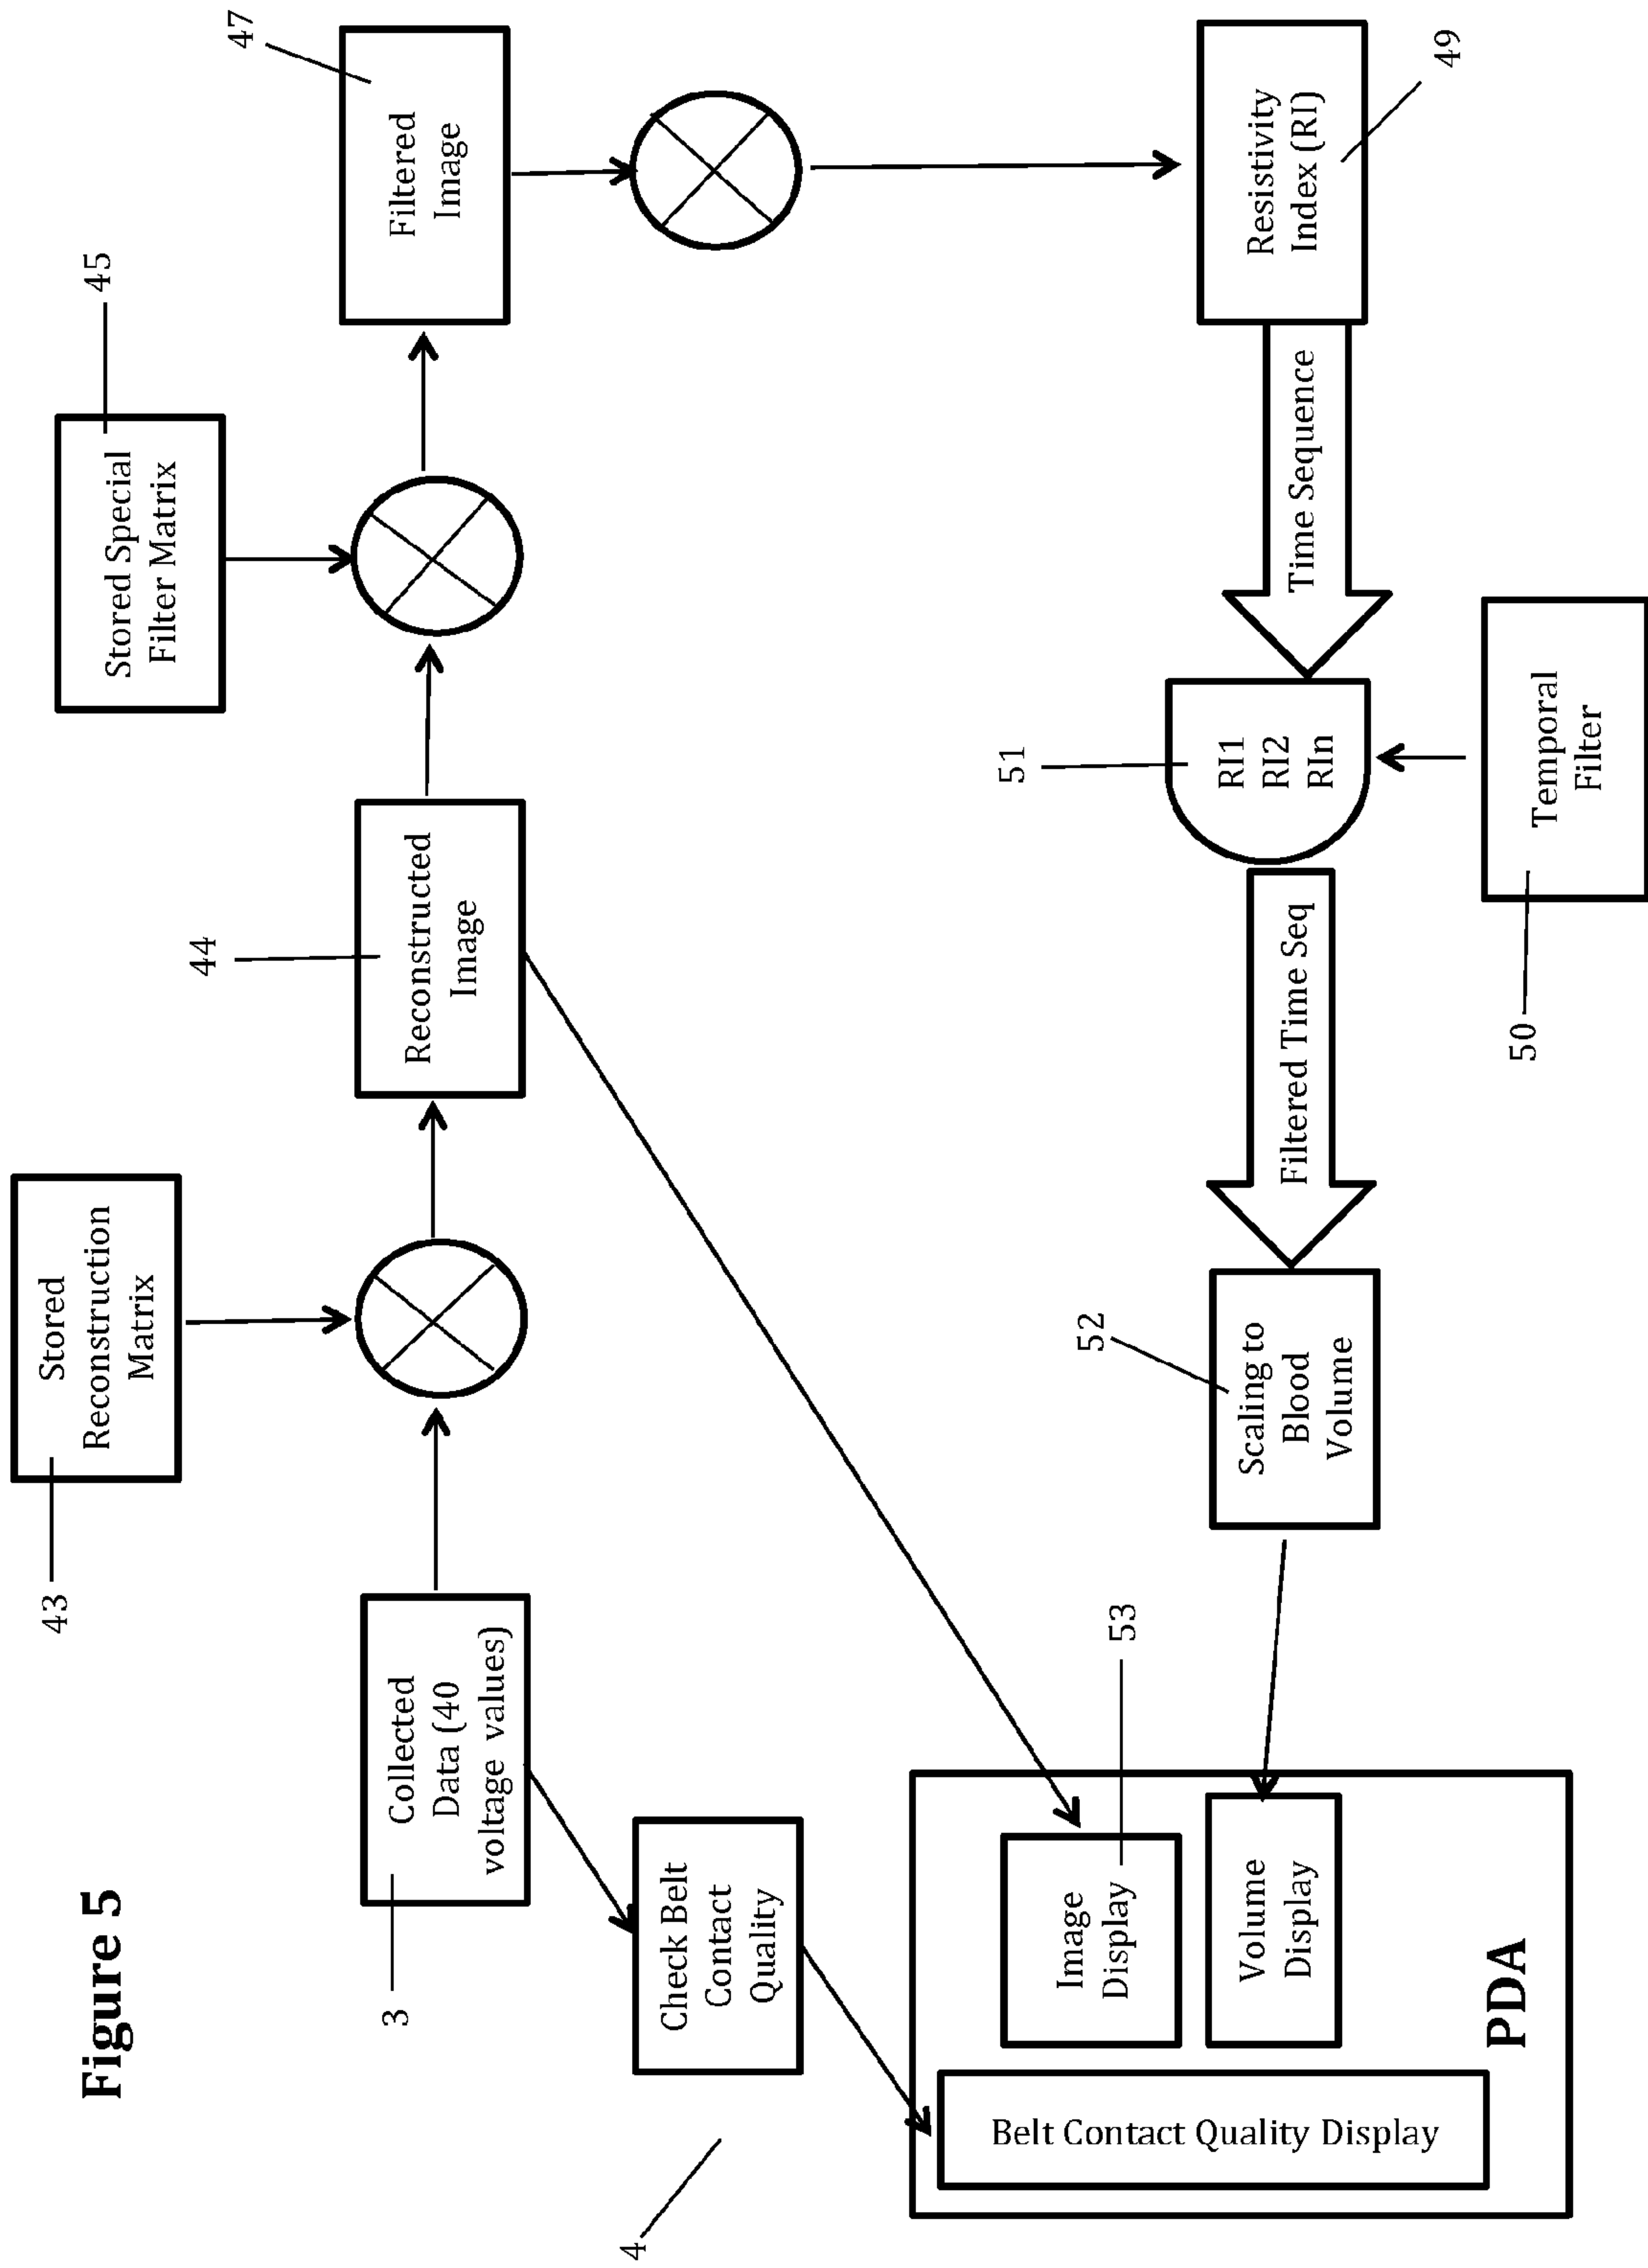 Figure 5
43
Stored
Reconstruction
Matrix
45
Stored Special
Filter Matrix
3
Collected
Data (40
voltage values)
44
Reconstructed
Image
47
Filtered
Image
4
Check Belt
Contact
Quality
Belt Contact Quality Display
Image
Display
53
Volume
Display
PDA
52
Scaling to
Blood
Volume
Filtered Time Seq
51
RI1
RI2
RIn
Time Sequence
Resistivity
Index (RI)
49
50
Temporal
Filter